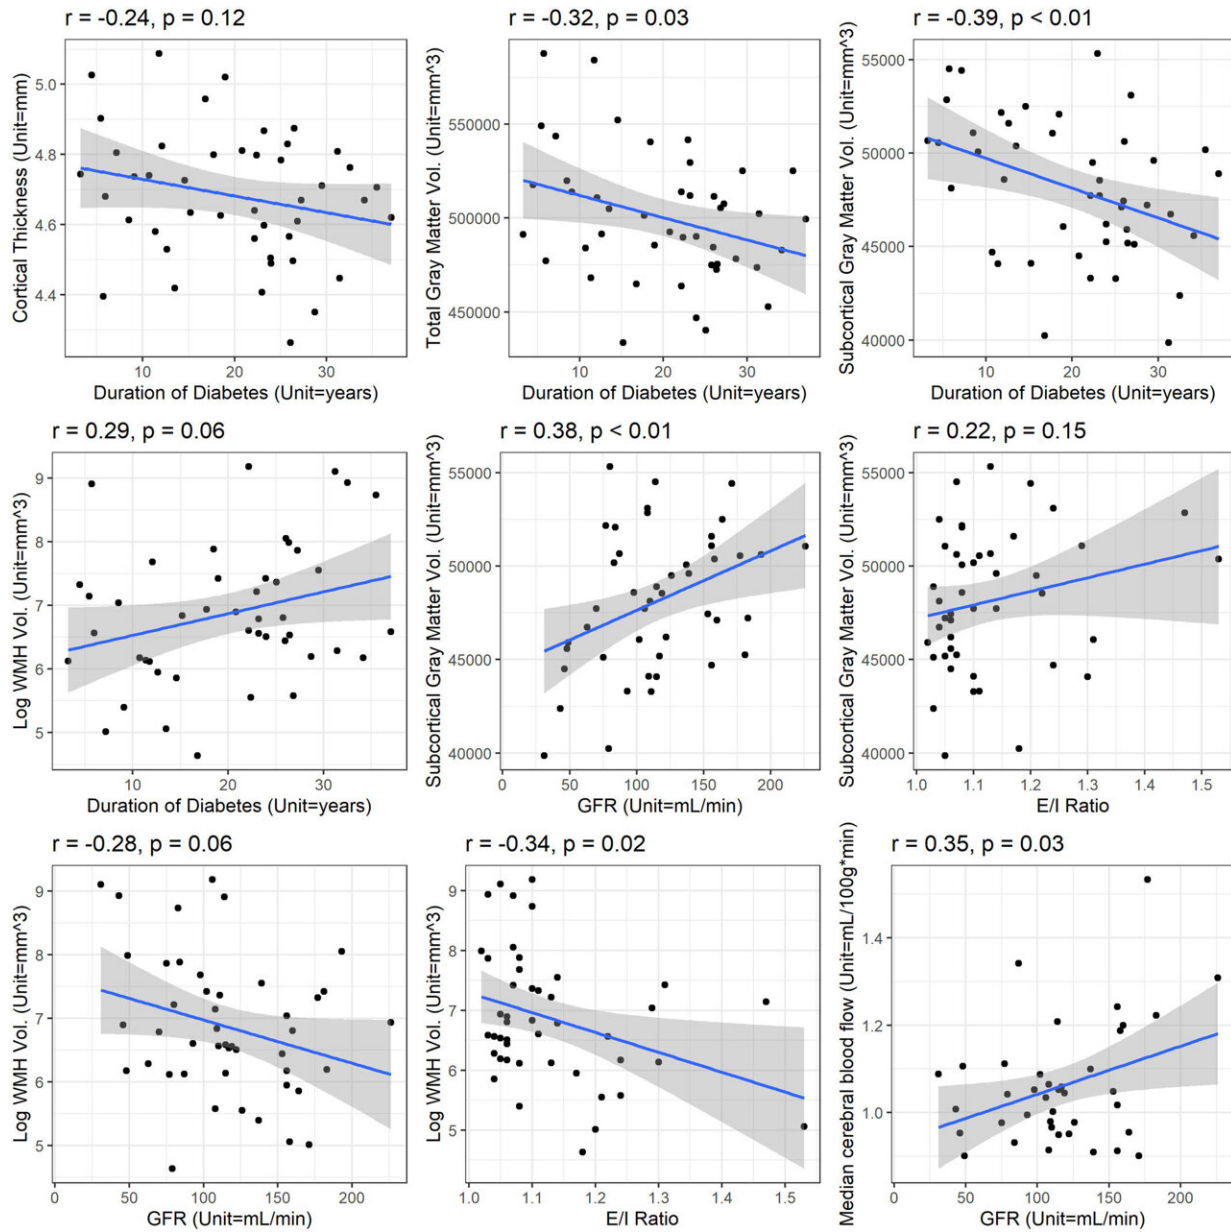 r = -0.24, p = 0.12
Cortical Thickness (Unit=mm)
5.0
4.8
4.6
4.4
10
20
30
Duration of Diabetes (Unit=years)
r = -0.32, p = 0.03
Total Gray Matter Vol. (Unit=mm^3)
550000
500000
450000
10
20
30
Duration of Diabetes (Unit=years)
r = -0.39, p < 0.01
Subcortical Gray Matter Vol. (Unit=mm^3)
55000
50000
45000
40000
10
20
30
Duration of Diabetes (Unit=years)
r = 0.29, p = 0.06
Log WMH Vol. (Unit=mm^3)
9
8
7
6
5
10
20
30
Duration of Diabetes (Unit=years)
r = 0.38, p < 0.01
Subcortical Gray Matter Vol. (Unit=mm^3)
55000
50000
45000
40000
0
50
100
150
200
GFR (Unit=mL/min)
r = 0.22, p = 0.15
Subcortical Gray Matter Vol. (Unit=mm^3)
55000
50000
45000
40000
1.0
1.1
1.2
1.3
1.4
1.5
E/I Ratio
r = -0.28, p = 0.06
Log WMH Vol. (Unit=mm^3)
9
8
7
6
5
0
50
100
150
200
GFR (Unit=mL/min)
r = -0.34, p = 0.02
Log WMH Vol. (Unit=mm^3)
9
8
7
6
5
1.0
1.1
1.2
1.3
1.4
1.5
E/I Ratio
r = 0.35, p = 0.03
Median cerebral blood flow (Unit=mL/100g*min)
1.4
1.2
1.0
0
50
100
150
200
GFR (Unit=mL/min)